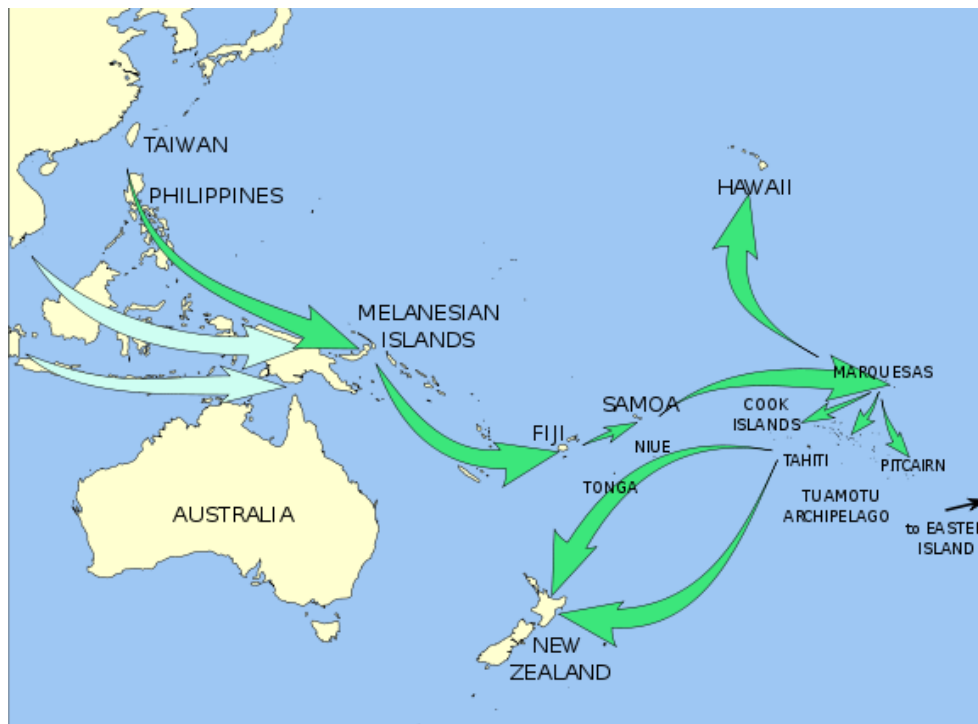 TAIWAN
PHILIPPINES
HAWAII
MELANESIAN
ISLANDS
MARQUESAS
SAMOA
COOK
ISLANDS
FIJI
NIUE
TAHITI
PITCAIRN
TONGA
TUAMOTU
ARCHIPELAGO
AUSTRALIA
to EASTER
ISLAND
NEW
ZEALAND